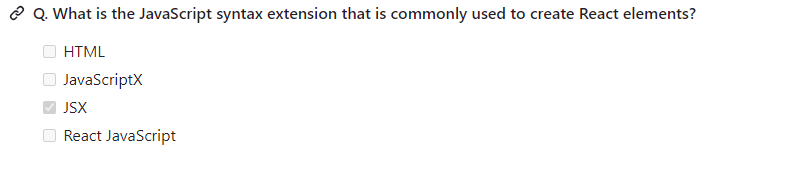 Q. What is the JavaScript syntax extension that is commonly used to create React elements?
HTML
JavaScriptX
JSX
React JavaScript